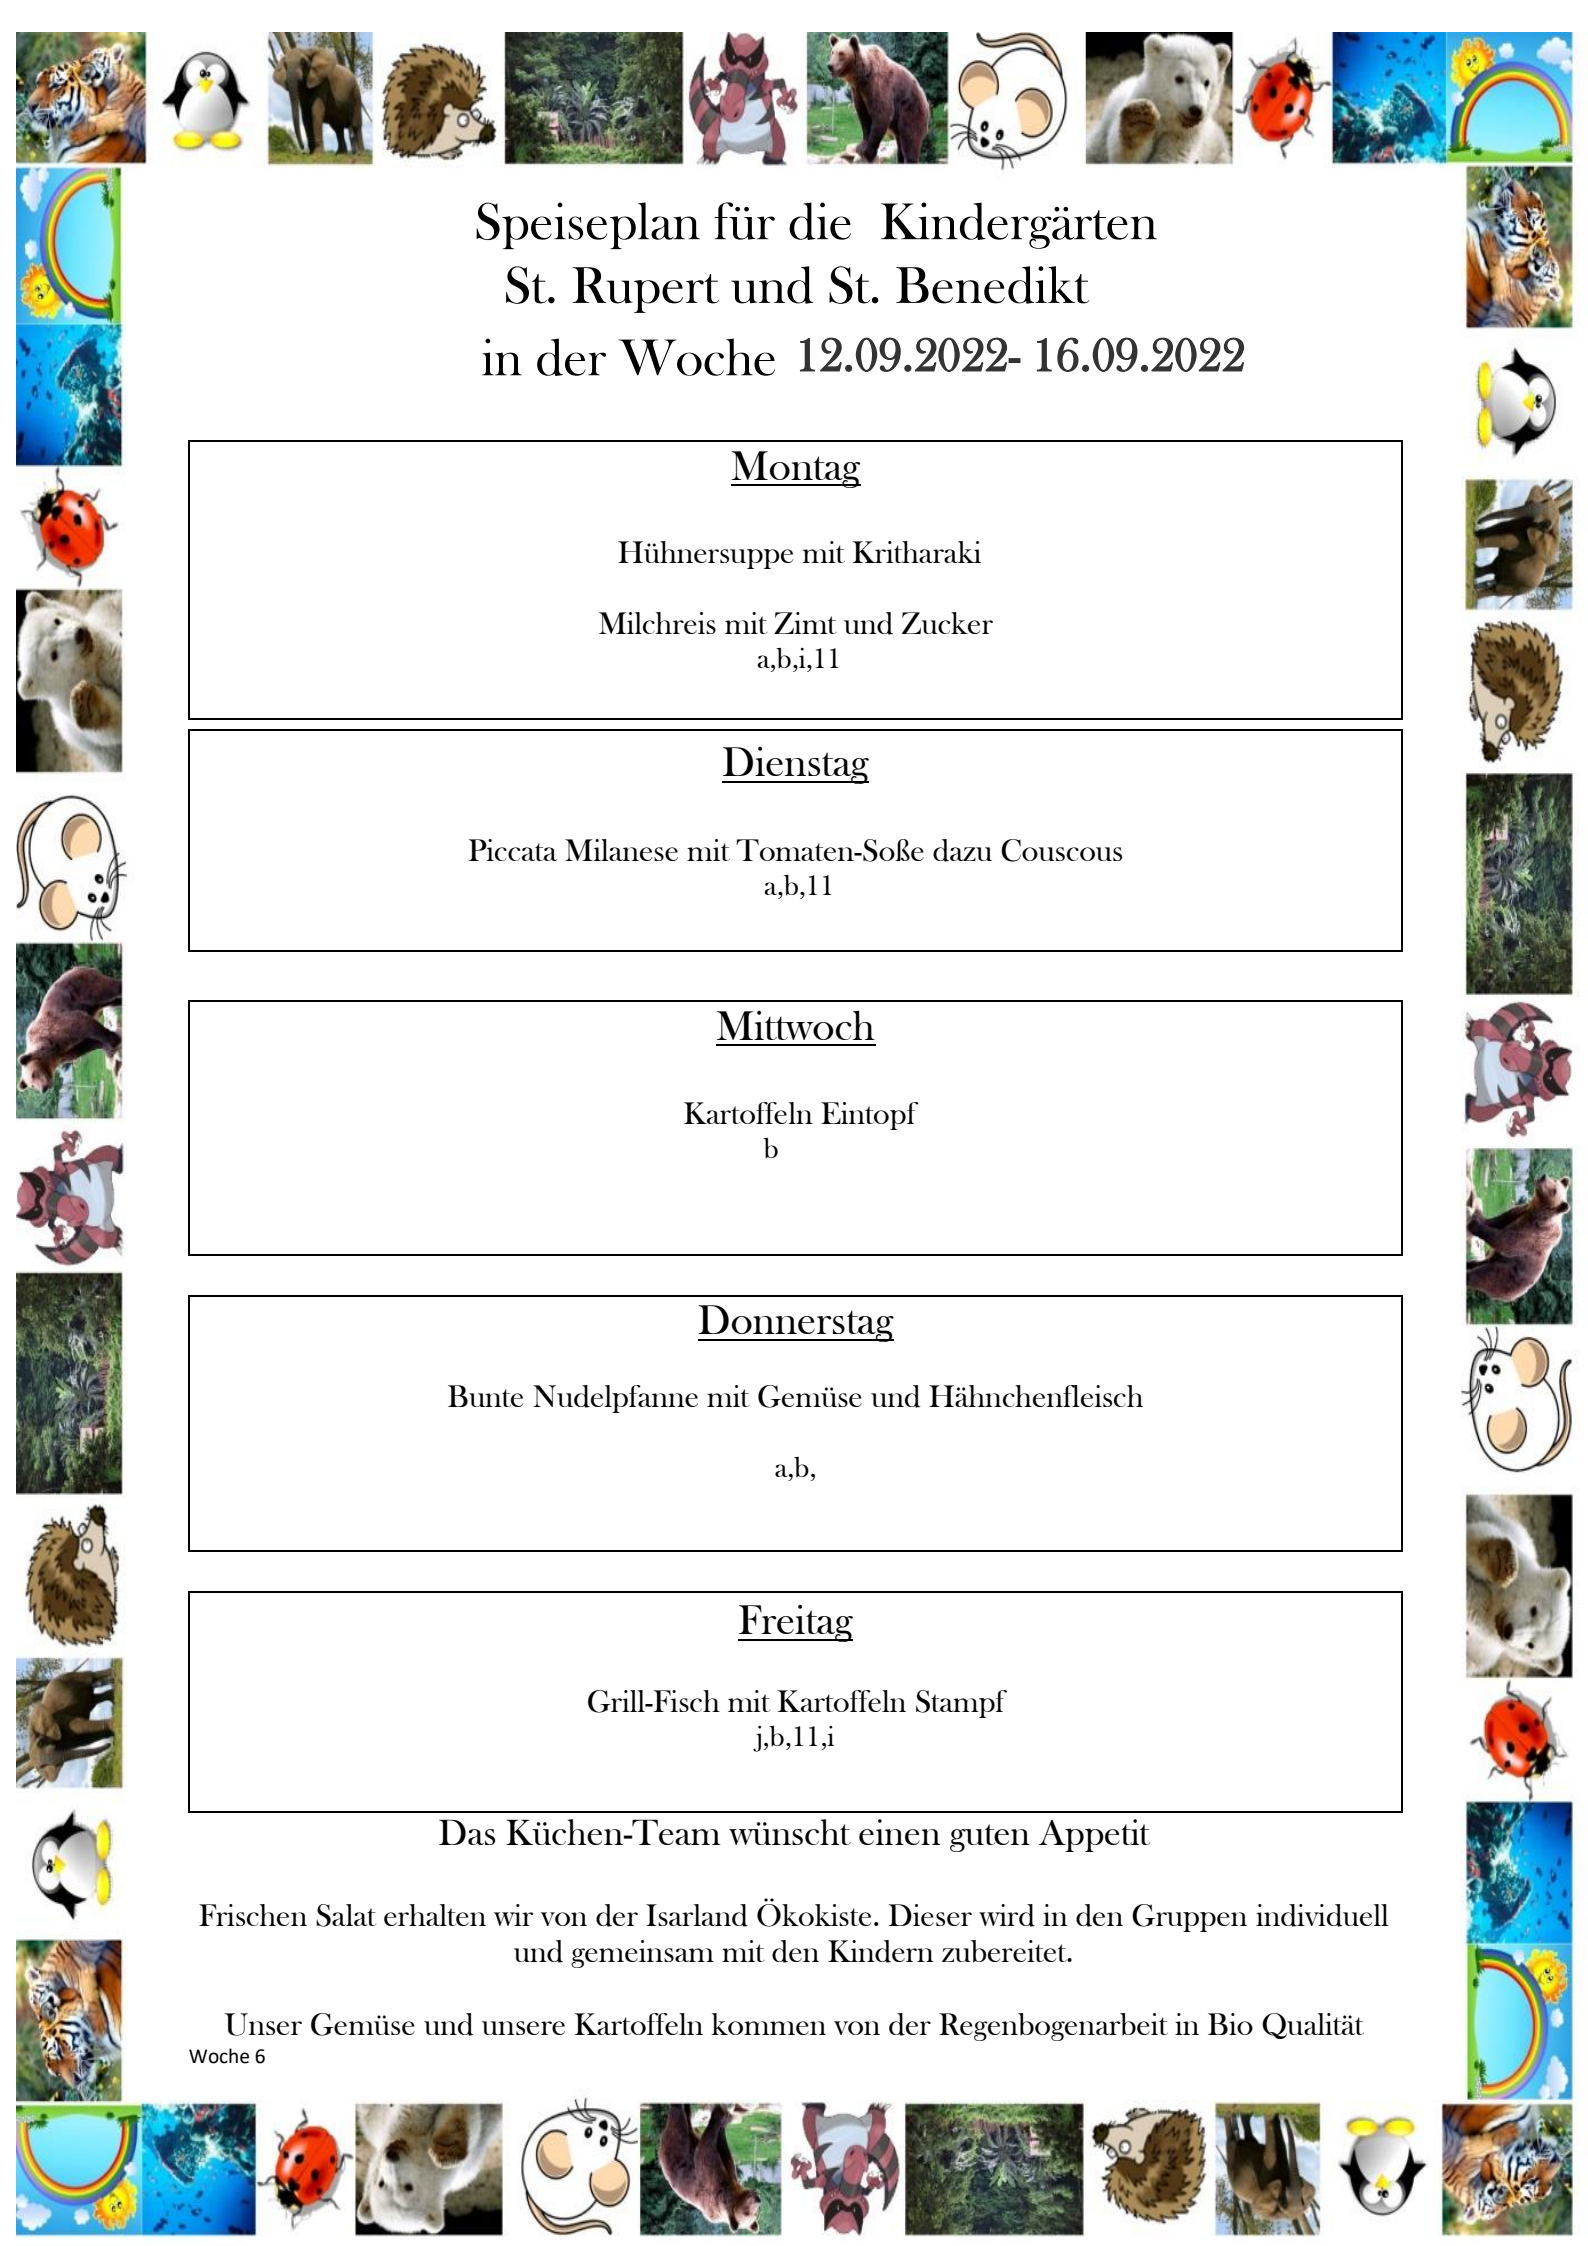 Speiseplan für die Kindergärten
St. Rupert und St. Benedikt
in der Woche 12.09.2022- 16.09.2022
Montag
Hühnersuppe mit Kritharaki
Milchreis mit Zimt und Zucker
a,b,i,11
Dienstag
Piccata Milanese mit Tomaten-Soße dazu Couscous
a,b,11
Mittwoch
Kartoffeln Eintopf
b
Donnerstag
Bunte Nudelpfanne mit Gemüse und Hähnchenfleisch
a,b,
Freitag
Grill-Fisch mit Kartoffeln Stampf
j,b,11,i
Das Küchen-Team wünscht einen guten Appetit
Frischen Salat erhalten wir von der Isarland Ökokiste. Dieser wird in den Gruppen individuell
und gemeinsam mit den Kindern zubereitet.
Unser Gemüse und unsere Kartoffeln kommen von der Regenbogenarbeit in Bio Qualität
Woche 6